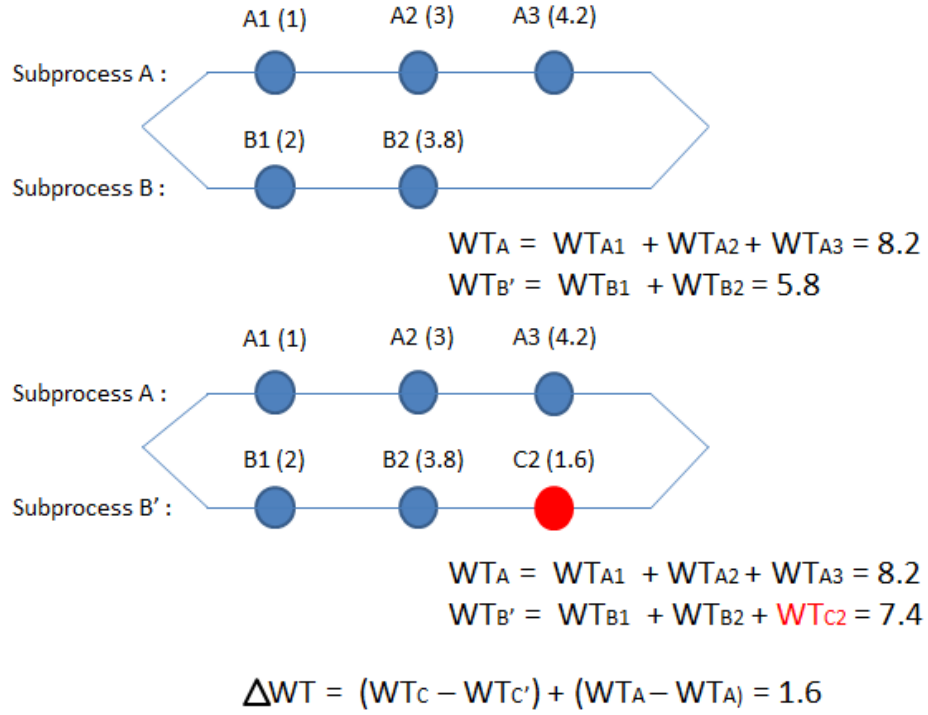 A1 (1) A2 (3) A3 (4.2)
Subprocess A :
B1 (2) B2 (3.8)
Subprocess B :
WTA = WTA1 + WTA2 + WTA3 = 8.2
WTB' = WTB1 + WTB2 = 5.8
A1 (1) A2 (3) A3 (4.2)
Subprocess A :
B1 (2) B2 (3.8) C2 (1.6)
Subprocess B' :
WTA = WTA1 + WTA2 + WTA3 = 8.2
WTB' = WTB1 + WTB2 + WTC2 = 7.4
ΔWT = (WTC – WTC') + (WTA – WTA) = 1.6